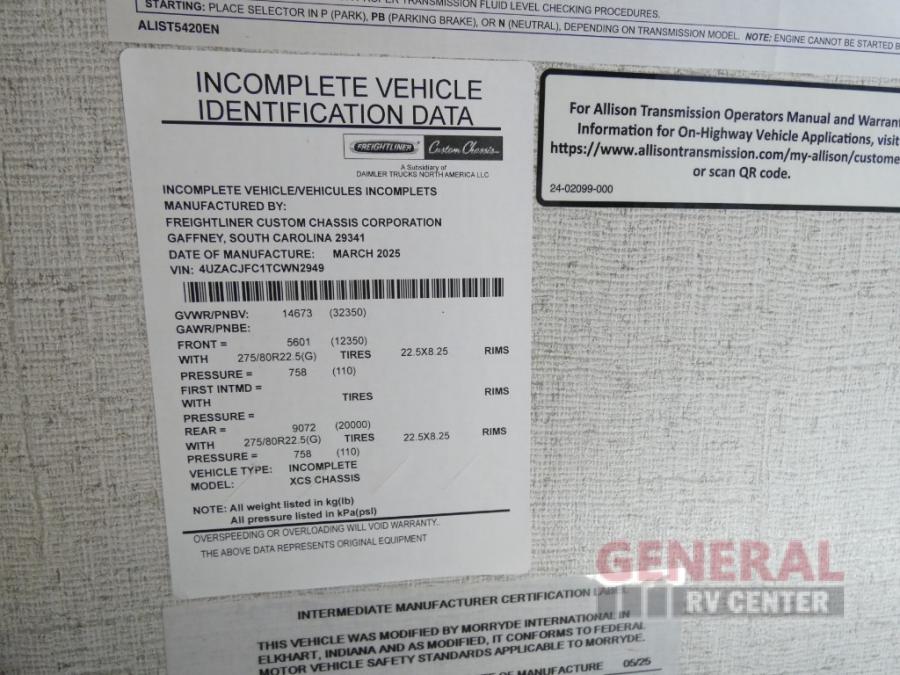 PROPER TRANSMISSION FLUID LEVEL CHECKING PROCEDURES.
STARTING: PLACE SELECTOR IN P (PARK), PB (PARKING BRAKE), OR N (NEUTRAL), DEPENDING ON TRANSMISSION MODEL. NOTE: ENGINE CANNOT BE STARTED
ALIST5420EN
INCOMPLETE VEHICLE
IDENTIFICATION DATA
FREIGHTLINER Custom Chassis
A Subsidiary of
DAIMLER TRUCKS NORTH AMERICA LLC
INCOMPLETE VEHICLE/VEHICULES INCOMPLETS
MANUFACTURED BY:
FREIGHTLINER CUSTOM CHASSIS CORPORATION
GAFFNEY, SOUTH CAROLINA 29341
DATE OF MANUFACTURE: MARCH 2025
VIN: 4UZACJFC1TCWN2949
GVWR/PNBV: 14673 (32350)
GAWR/PNBE:
FRONT = 5601 (12350)
WITH 275/80R22.5(G) TIRES 22.5X8.25 RIMS
PRESSURE = 758 (110)
FIRST INTMD =
WITH TIRES RIMS
PRESSURE =
REAR = 9072 (20000)
WITH 275/80R22.5(G) TIRES 22.5X8.25 RIMS
PRESSURE = 758 (110)
VEHICLE TYPE: INCOMPLETE
MODEL: XCS CHASSIS
NOTE: All weight listed in kg(lb)
All pressure listed in kPa(psi)
OVERSPEEDING OR OVERLOADING WILL VOID WARRANTY.
THE ABOVE DATA REPRESENTS ORIGINAL EQUIPMENT
For Allison Transmission Operators Manual and
Information for On-Highway Vehicle Applications, visit
https://www.allisontransmission.com/my-allison/custome
or scan QR code.
24-02099-000
GENERAL
RV CENTER
INTERMEDIATE MANUFACTURER CERTIFICATION LABEL
THIS VEHICLE WAS MODIFIED BY MORRYDE INTERNATIONAL IN
ELKHART, INDIANA AND AS MODIFIED, IT CONFORMS TO FEDERAL
MOTOR VEHICLE SAFETY STANDARDS APPLICABLE TO MORRYDE.
OF MANUFACTURE 05/25